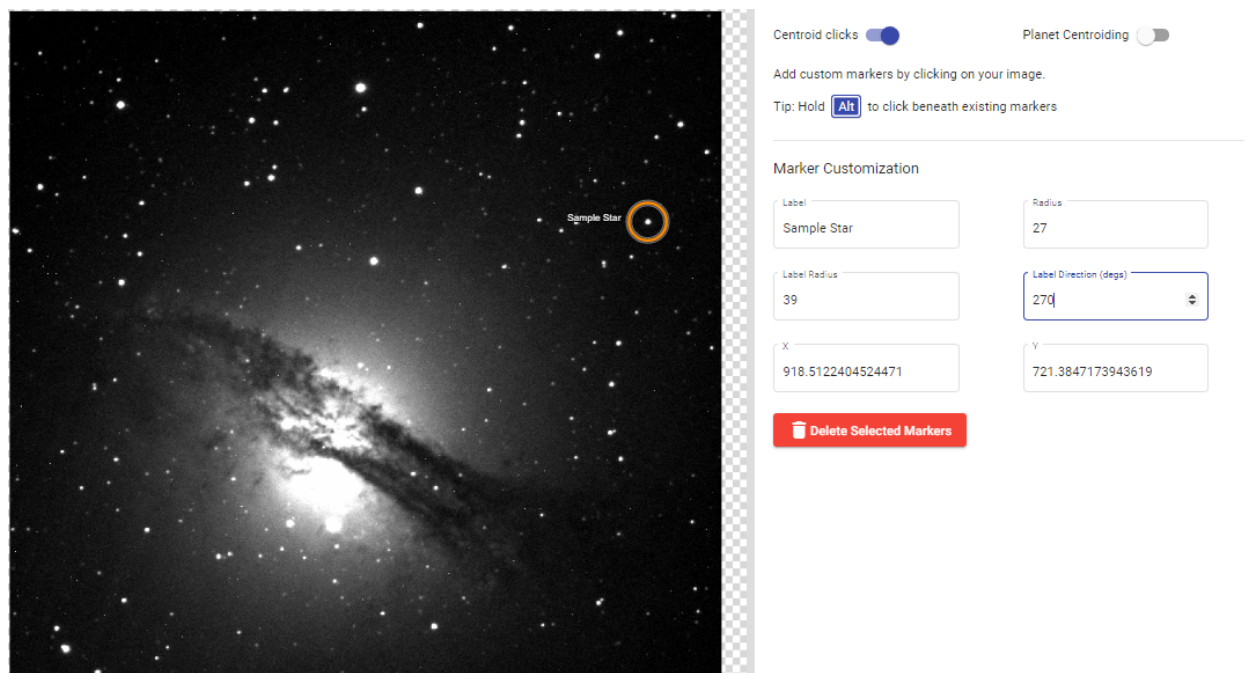 Sample Star
Centroid clicks
Planet Centroiding
Add custom markers by clicking on your image.
Tip: Hold Alt to click beneath existing markers
Marker Customization
Label
Sample Star
Radius
27
Label Radius
39
Label Direction (degs)
270
X
918.5122404524471
Y
721.3847173943619
Delete Selected Markers